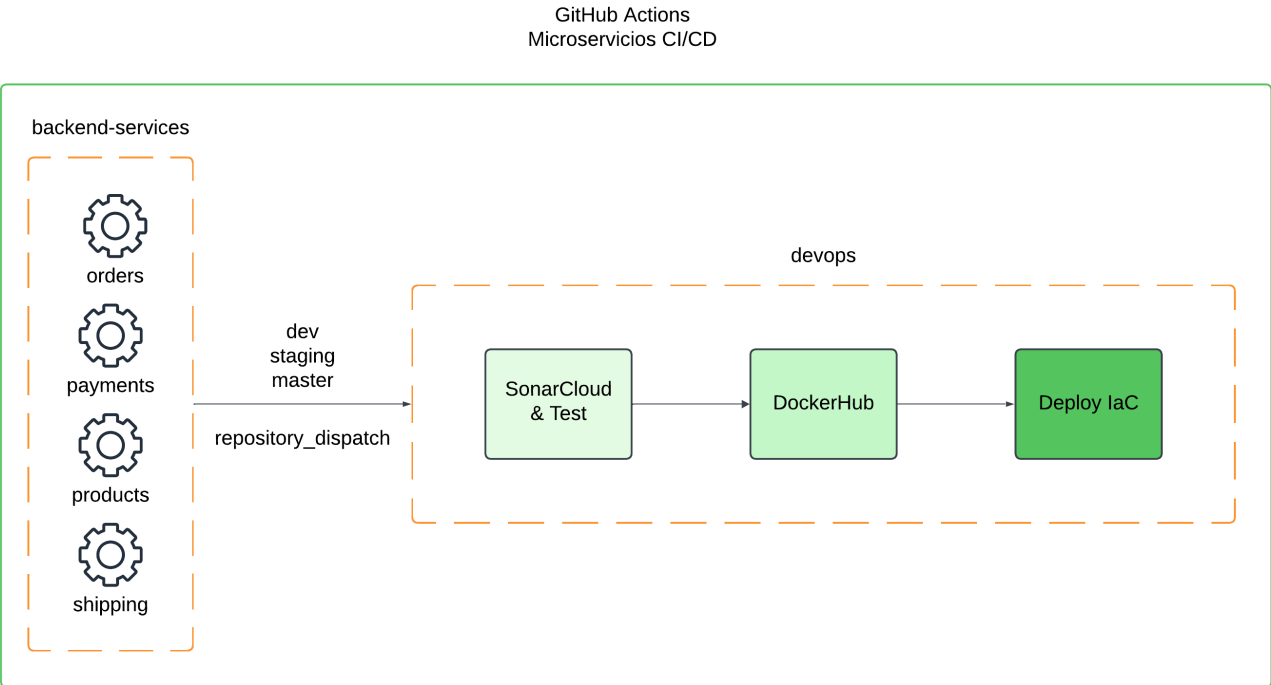 GitHub Actions
Microservicios CI/CD
backend-services
orders
payments
products
shipping
dev
staging
master
repository_dispatch
devops
SonarCloud
& Test
DockerHub
Deploy IaC